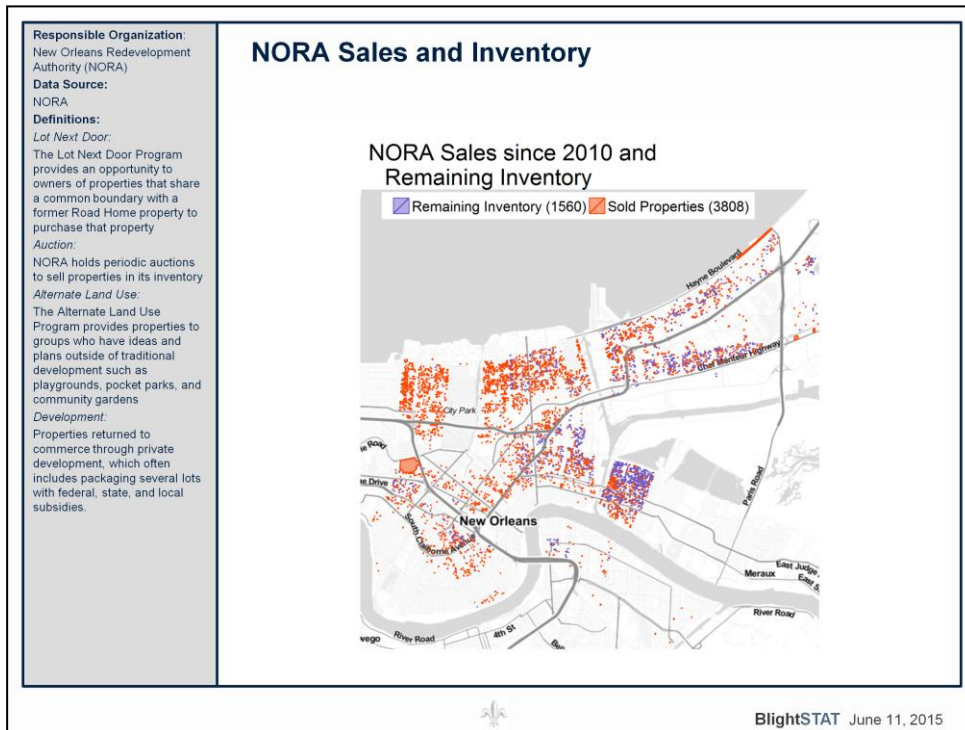 Responsible Organization:
New Orleans Redevelopment
Authority (NORA)
Data Source:
NORA
Definitions:
Lot Next Door:
The Lot Next Door Program
provides an opportunity to
owners of properties that share
a common boundary with a
former Road Home property to
purchase that property
Auction:
NORA holds periodic auctions
to sell properties in its inventory
Alternate Land Use:
The Alternate Land Use
Program provides properties to
groups who have ideas and
plans outside of traditional
development such as
playgrounds, pocket parks, and
community gardens
Development:
Properties returned to
commerce through private
development, which often
includes packaging several lots
with federal, state, and local
subsidies.
NORA Sales and Inventory
NORA Sales since 2010 and
Remaining Inventory
Remaining Inventory (1560)
Sold Properties (3808)
Hayne Boulevard
Chef Menteur Highway
City Park
ie Road
ne Drive
Paris Road
South Claiborne Avenue
New Orleans
East Judge
East S
Meraux
River Road
4th St
River Road
wego
Be
BlightSTAT June 11, 2015